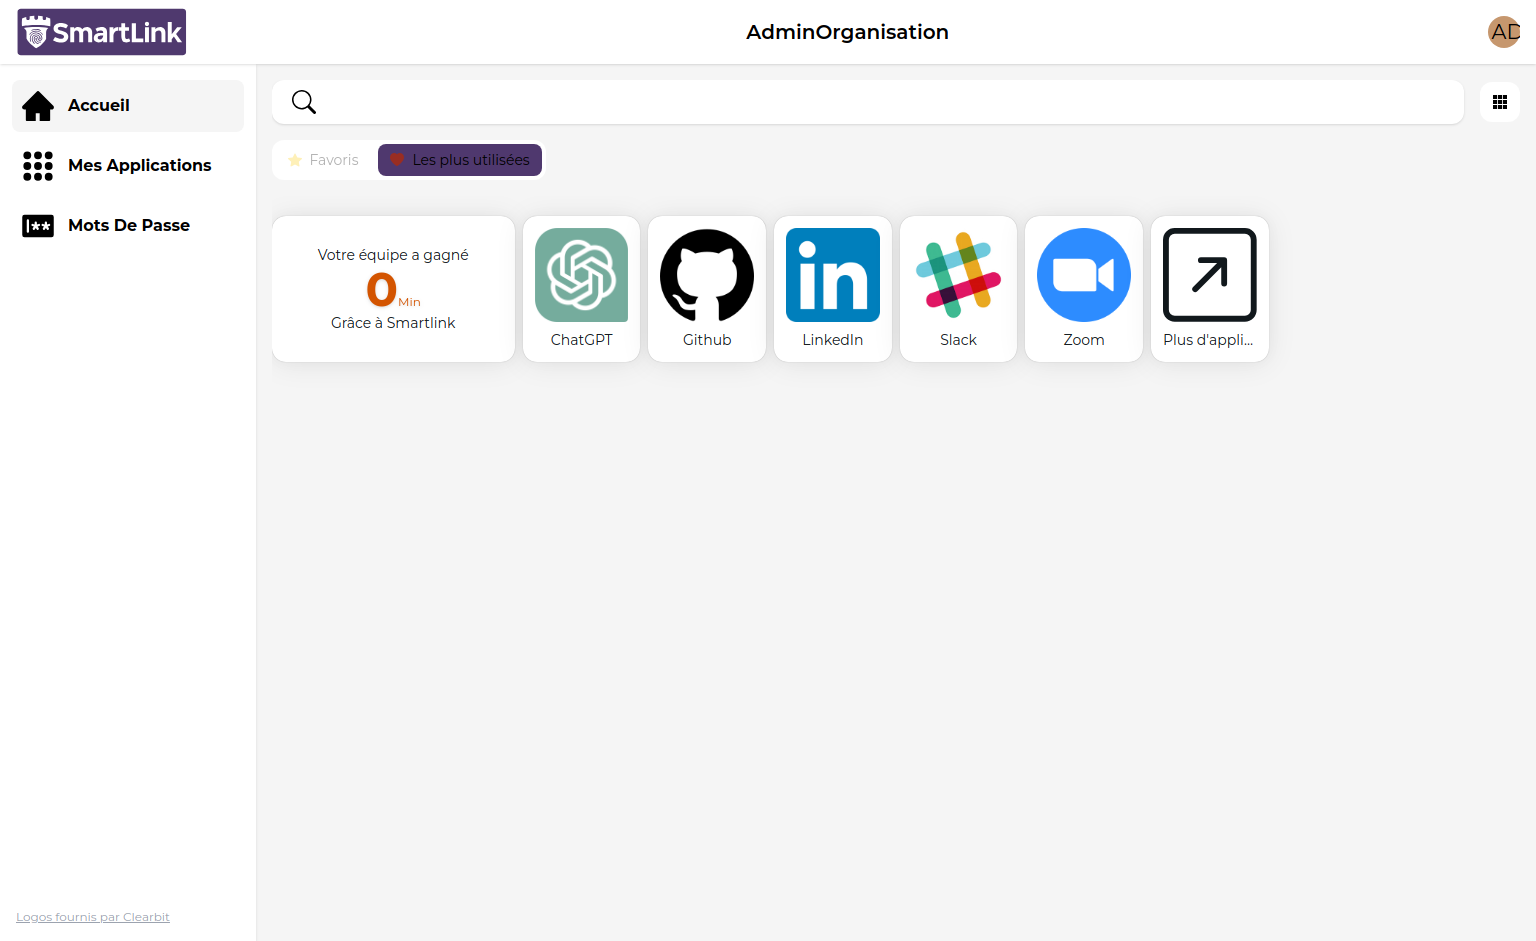 SmartLink
AdminOrganisation
AD
Accueil
Mes Applications
Mots De Passe
Favoris
Les plus utilisées
Votre équipe a gagné
0 Min
Grâce à Smartlink
ChatGPT
Github
in
LinkedIn
Slack
Zoom
Plus d'appli...
Logos fournis par Clearbit